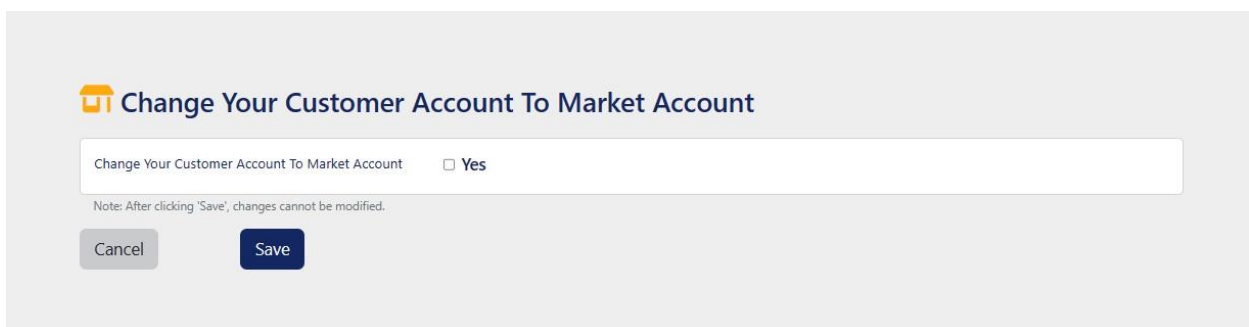 Change Your Customer Account To Market Account
Change Your Customer Account To Market Account Yes
Note: After clicking 'Save', changes cannot be modified.
Cancel Save